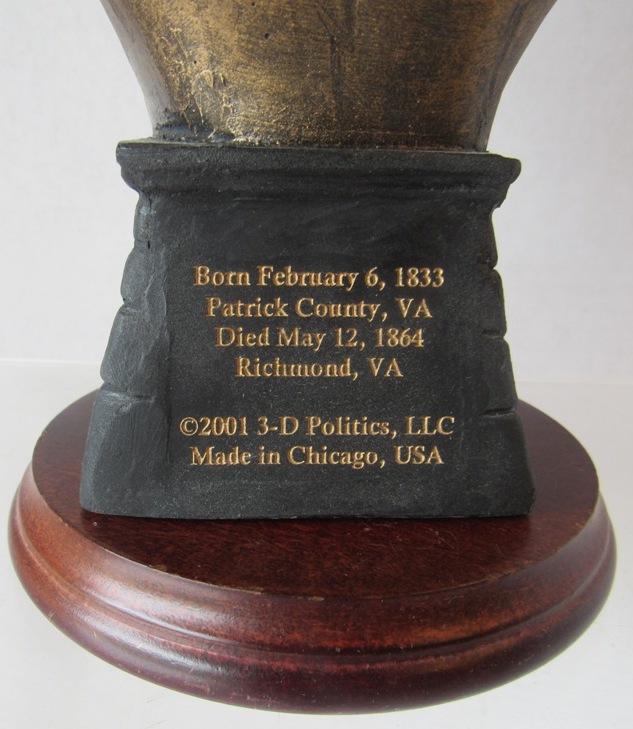 Born February 6, 1833
Patrick County, VA
Died May 12, 1864
Richmond, VA
©2001 3-D Politics, LLC
Made in Chicago, USA